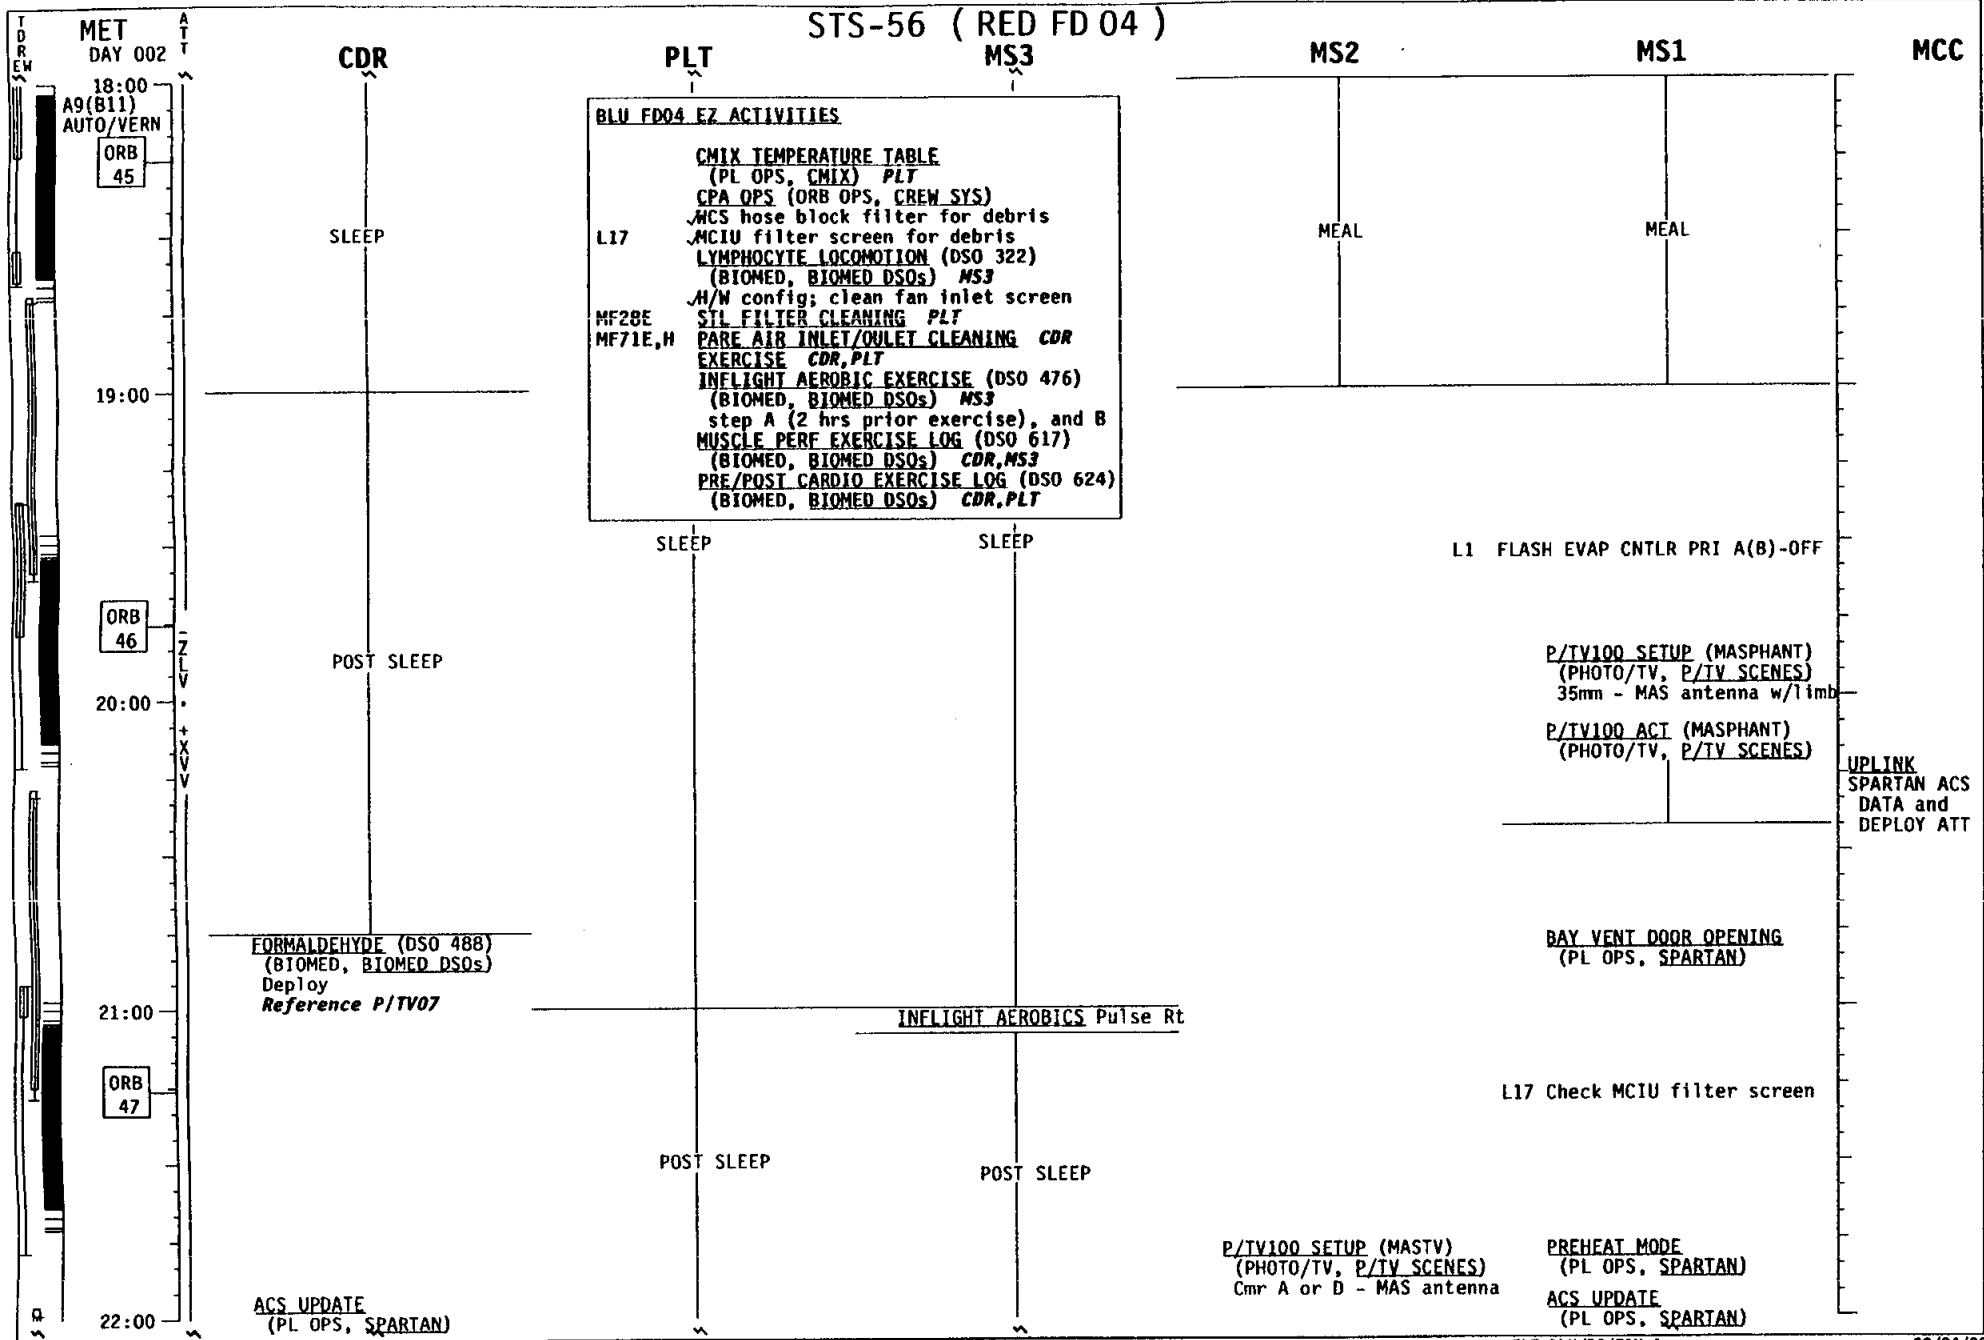 STS-56 ( RED FD 04 )
TDREW
MET
DAY 002
ATT
CDR
PLT
MS3
MS2
MS1
MCC
18:00
A9(B11)
AUTO/VERN
ORB
45
19:00
ORB
46
-ZLV
20:00
+XVV
21:00
ORB
47
22:00
SLEEP
POST SLEEP
FORMALDEHYDE (DSO 488)
(BIOMED, BIOMED DSOs)
Deploy
Reference P/TV07
ACS UPDATE
(PL OPS, SPARTAN)
BLU FD04 EZ ACTIVITIES
CMIX TEMPERATURE TABLE
(PL OPS, CMIX) PLT
CPA OPS (ORB OPS, CREW SYS)
✓WCS hose block filter for debris
L17 ✓MCIU filter screen for debris
LYMPHOCYTE LOCOMOTION (DSO 322)
(BIOMED, BIOMED DSOs) MS3
✓H/W config; clean fan inlet screen
MF28E STL FILTER CLEANING PLT
MF71E,H PARE AIR INLET/OULET CLEANING CDR
EXERCISE CDR,PLT
INFLIGHT AEROBIC EXERCISE (DSO 476)
(BIOMED, BIOMED DSOs) MS3
step A (2 hrs prior exercise), and B
MUSCLE PERF EXERCISE LOG (DSO 617)
(BIOMED, BIOMED DSOs) CDR,MS3
PRE/POST CARDIO EXERCISE LOG (DSO 624)
(BIOMED, BIOMED DSOs) CDR,PLT
SLEEP
POST SLEEP
SLEEP
INFLIGHT AEROBICS Pulse Rt
POST SLEEP
MEAL
P/TV100 SETUP (MASTV)
(PHOTO/TV, P/TV SCENES)
Cmr A or D - MAS antenna
MEAL
L1 FLASH EVAP CNTLR PRI A(B)-OFF
P/TV100 SETUP (MASPHANT)
(PHOTO/TV, P/TV SCENES)
35mm - MAS antenna w/limb
P/TV100 ACT (MASPHANT)
(PHOTO/TV, P/TV SCENES)
BAY VENT DOOR OPENING
(PL OPS, SPARTAN)
L17 Check MCIU filter screen
PREHEAT MODE
(PL OPS, SPARTAN)
ACS UPDATE
(PL OPS, SPARTAN)
UPLINK
SPARTAN ACS
DATA and
DEPLOY ATT